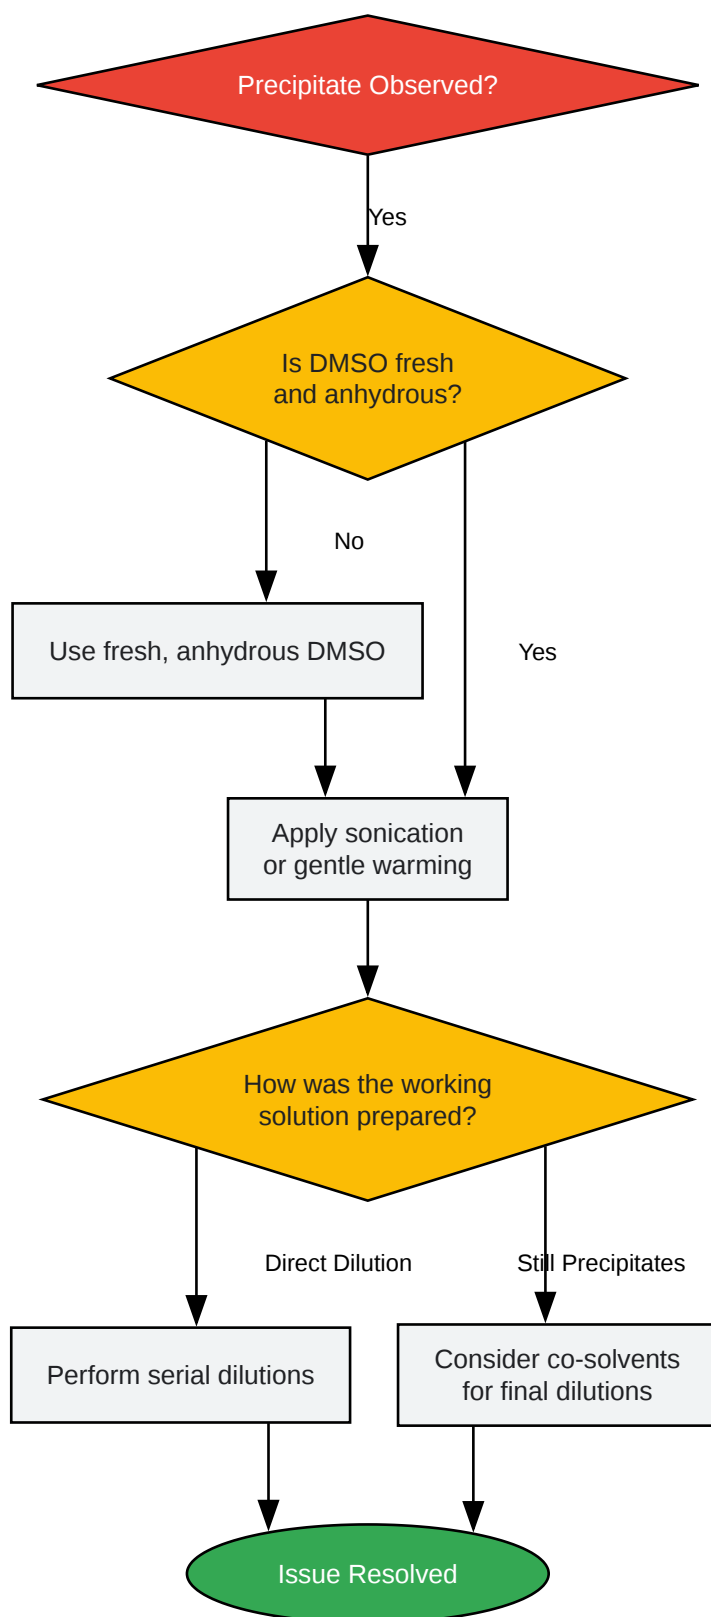 Precipitate Observed?
Yes
Is DMSO fresh
and anhydrous?
No
Use fresh, anhydrous DMSO
Yes
Apply sonication
or gentle warming
How was the working
solution prepared?
Direct Dilution
Still Precipitates
Perform serial dilutions
Consider co-solvents
for final dilutions
Issue Resolved